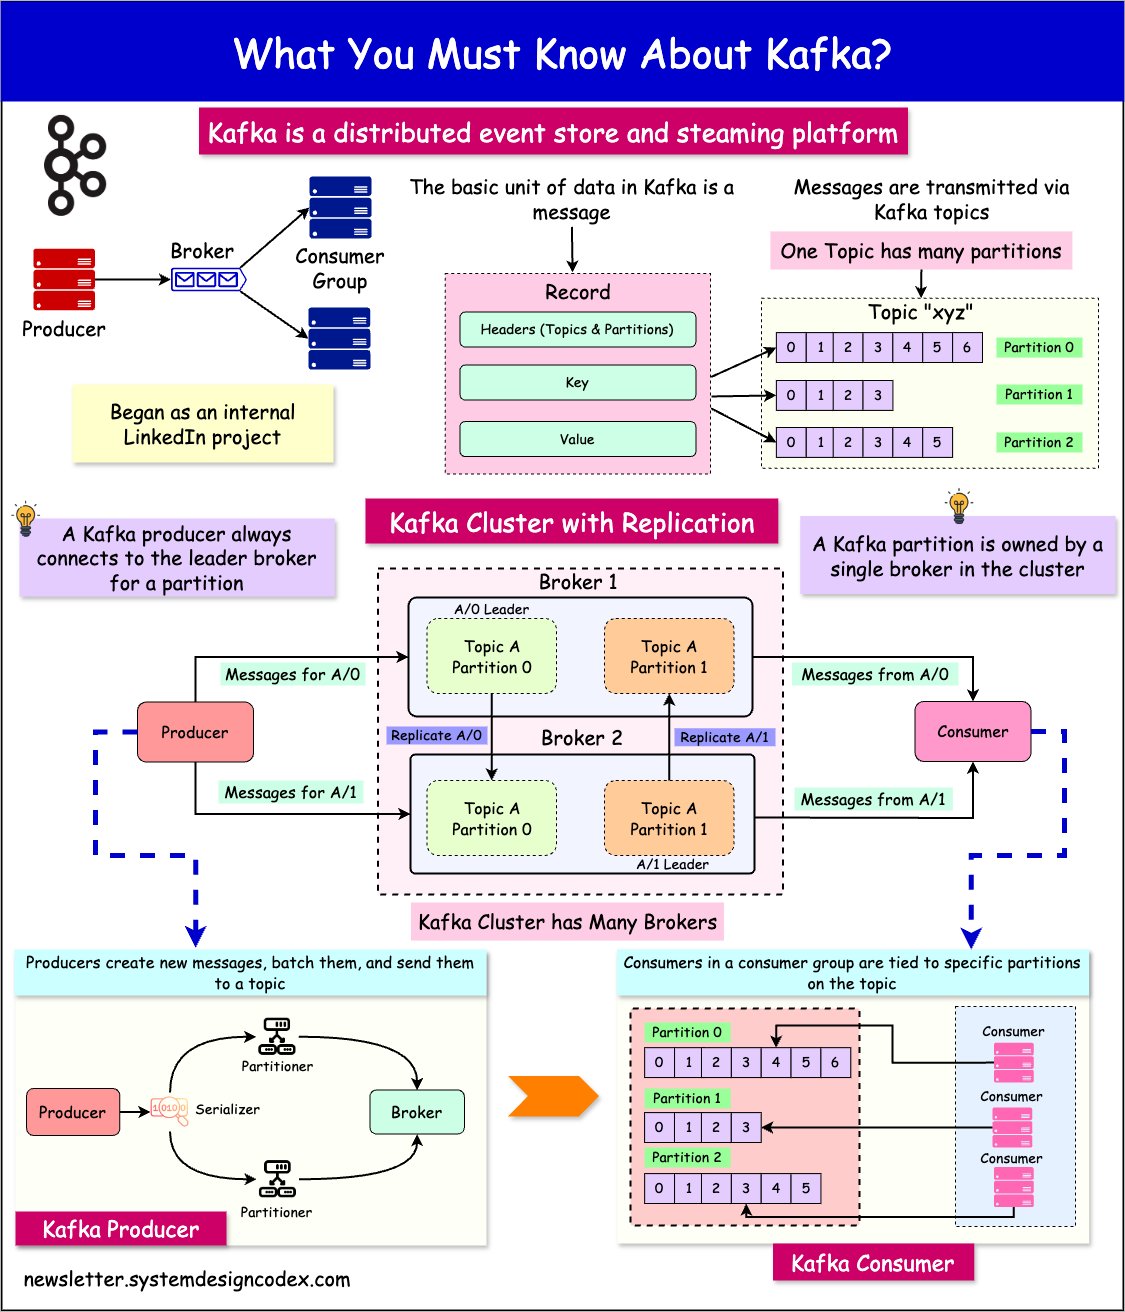 What You Must Know About Kafka?
Kafka is a distributed event store and steaming platform
Producer
Broker
Consumer
Group
Began as an internal
LinkedIn project
The basic unit of data in Kafka is a
message
Record
Headers (Topics & Partitions)
Key
Value
Messages are transmitted via
Kafka topics
One Topic has many partitions
Topic "xyz"
0 1 2 3 4 5 6 Partition 0
0 1 2 3 Partition 1
0 1 2 3 4 5 Partition 2
A Kafka producer always
connects to the leader broker
for a partition
Kafka Cluster with Replication
A Kafka partition is owned by a
single broker in the cluster
Broker 1
A/0 Leader
Topic A
Partition 0
Topic A
Partition 1
Messages for A/0
Messages from A/0
Producer
Replicate A/0
Replicate A/1
Consumer
Broker 2
Messages for A/1
Messages from A/1
Topic A
Partition 0
Topic A
Partition 1
A/1 Leader
Kafka Cluster has Many Brokers
Producers create new messages, batch them, and send them
to a topic
Producer
1 0 1 0 0
Serializer
Partitioner
Partitioner
Broker
Kafka Producer
Consumers in a consumer group are tied to specific partitions
on the topic
Partition 0
0 1 2 3 4 5 6
Partition 1
0 1 2 3
Partition 2
0 1 2 3 4 5
Consumer
Consumer
Consumer
Kafka Consumer
newsletter.systemdesigncodex.com